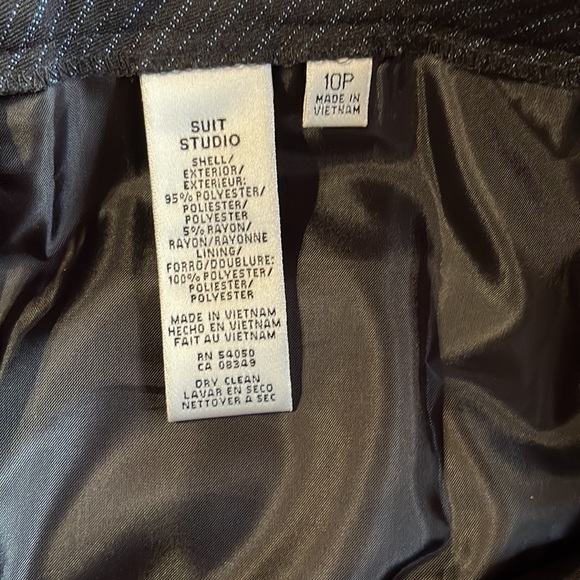 SUIT
STUDIO
SHELL/
EXTERIOR/
EXTERIEUR:
95% POLYESTER/
POLIESTER/
POLYESTER
5% RAYON/
RAYON/RAYONNE
LINING/
FORRO/DOUBLURE:
100% POLYESTER/
POLIESTER/
POLYESTER
MADE IN VIETNAM
HECHO EN VIETNAM
FAIT AU VIETNAM
RN 54050
CA 08349
DRY CLEAN
LAVAR EN SECO
NETTOYER A SEC
10P
MADE IN
VIETNAM